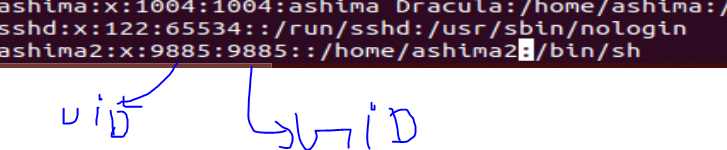 ashima:x:1004:1004:ashima Dracula:/home/ashima:/
sshd:x:122:65534::/run/sshd:/usr/sbin/nologin
ashima2:x:9885:9885::/home/ashima2:/bin/sh
uiD GiD